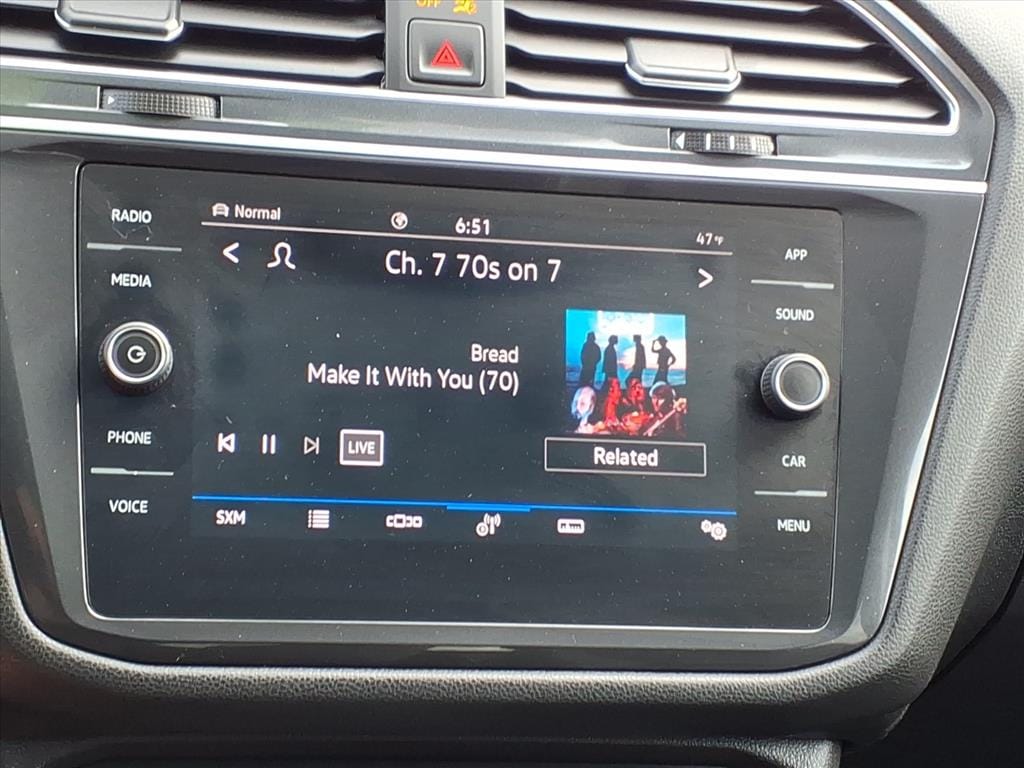 OFF
RADIO
MEDIA
PHONE
VOICE
Normal
6:51
47°F
< Ch. 7 70s on 7 >
Bread
Make It With You (70)
LIVE
Related
SXM
APP
SOUND
CAR
MENU